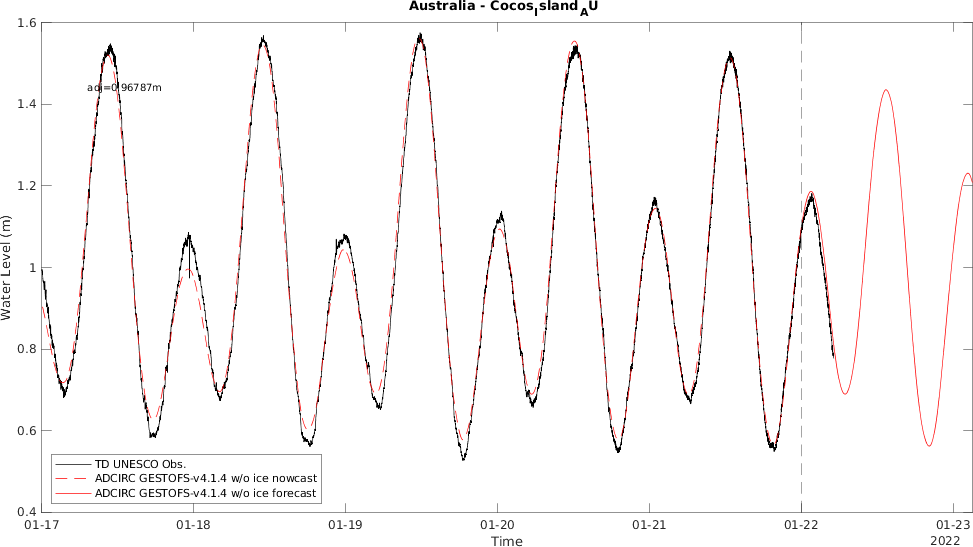 Australia - Cocos_Island_AU
1.6
1.4
1.2
1
0.8
0.6
0.4
Water Level (m)
adj=0.96787m
TD UNESCO Obs.
ADCIRC GESTOFS-v4.1.4 w/o ice nowcast
ADCIRC GESTOFS-v4.1.4 w/o ice forecast
01-17 01-18 01-19 01-20 01-21 01-22 01-23
Time 2022